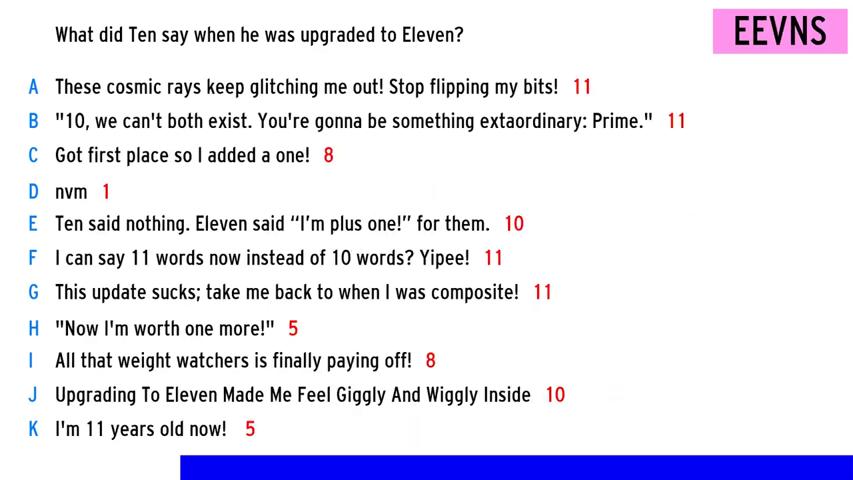 What did Ten say when he was upgraded to Eleven?
EEVNS
A These cosmic rays keep glitching me out! Stop flipping my bits! 11
B "10, we can't both exist. You're gonna be something extaordinary: Prime." 11
C Got first place so I added a one! 8
D nvm 1
E Ten said nothing. Eleven said “I’m plus one!” for them. 10
F I can say 11 words now instead of 10 words? Yipee! 11
G This update sucks; take me back to when I was composite! 11
H "Now I'm worth one more!" 5
I All that weight watchers is finally paying off! 8
J Upgrading To Eleven Made Me Feel Giggly And Wiggly Inside 10
K I'm 11 years old now! 5